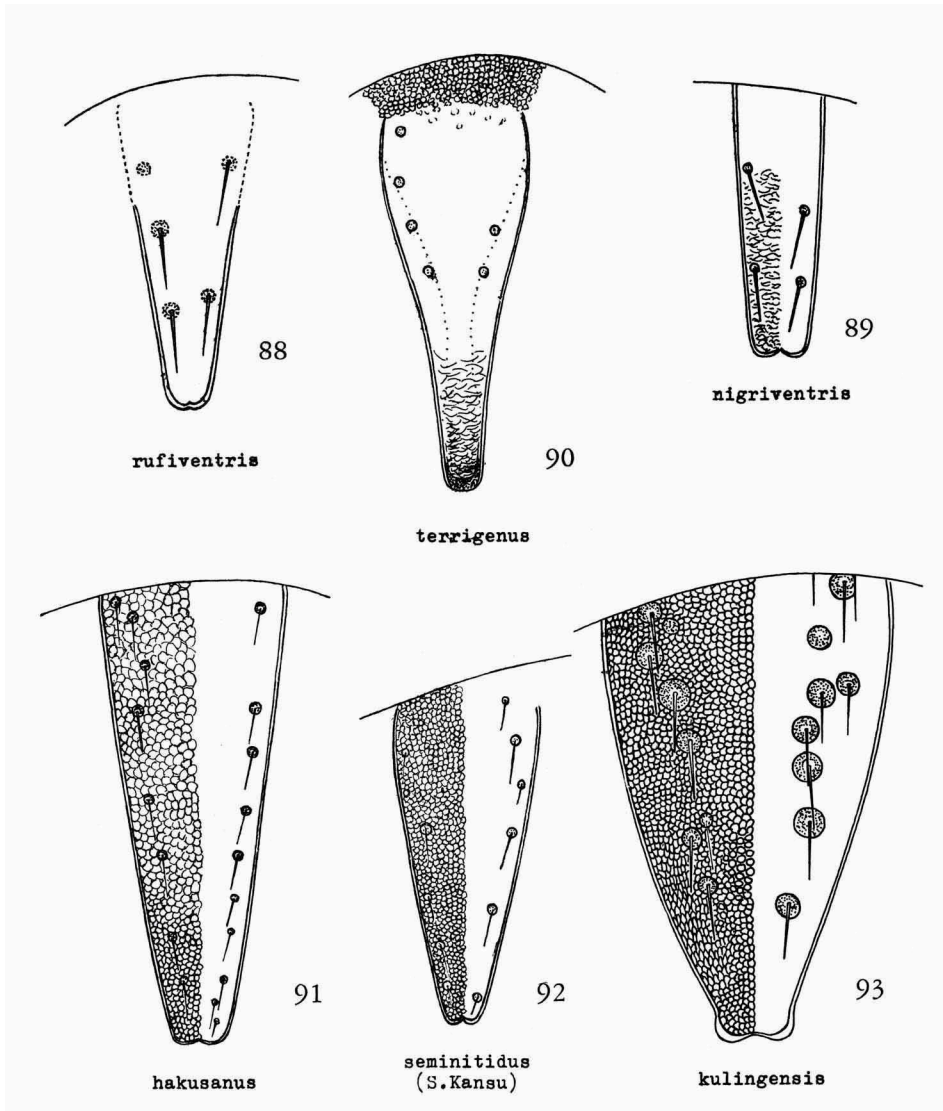 88
rufiventris
90
terrigenus
89
nigriventris
91
hakusanus
92
seminitidus
(S.Kansu)
93
kulingensis